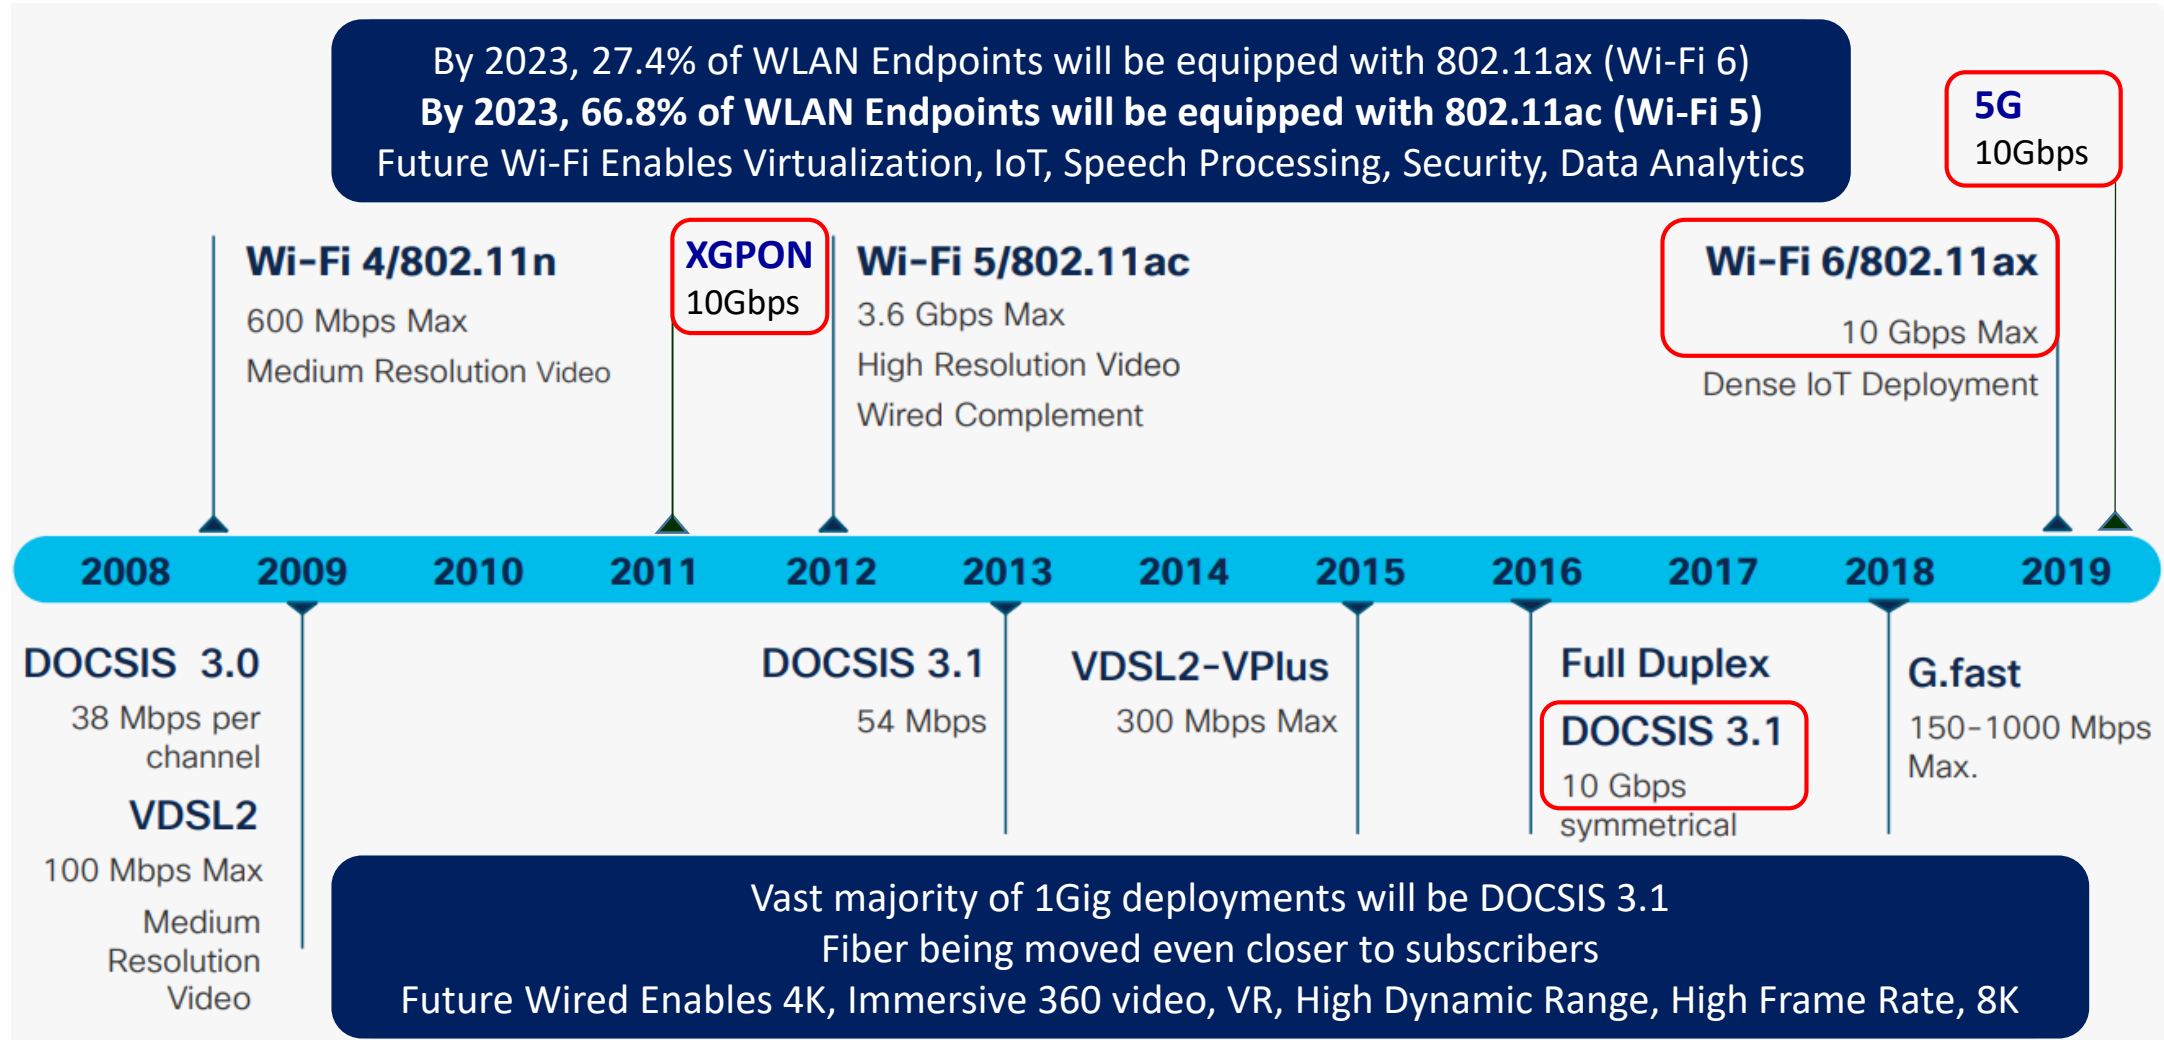 By 2023, 27.4% of WLAN Endpoints will be equipped with 802.11ax (Wi-Fi 6)
By 2023, 66.8% of WLAN Endpoints will be equipped with 802.11ac (Wi-Fi 5)
Future Wi-Fi Enables Virtualization, IoT, Speech Processing, Security, Data Analytics
5G
10Gbps
Wi-Fi 4/802.11n
600 Mbps Max
Medium Resolution Video
XGPON
10Gbps
Wi-Fi 5/802.11ac
3.6 Gbps Max
High Resolution Video
Wired Complement
Wi-Fi 6/802.11ax
10 Gbps Max
Dense IoT Deployment
2008 2009 2010 2011 2012 2013 2014 2015 2016 2017 2018 2019
DOCSIS 3.0
38 Mbps per
channel
VDSL2
100 Mbps Max
Medium
Resolution
Video
DOCSIS 3.1
54 Mbps
VDSL2-VPlus
300 Mbps Max
Full Duplex
DOCSIS 3.1
10 Gbps
symmetrical
G.fast
150-1000 Mbps
Max.
Vast majority of 1Gig deployments will be DOCSIS 3.1
Fiber being moved even closer to subscribers
Future Wired Enables 4K, Immersive 360 video, VR, High Dynamic Range, High Frame Rate, 8K